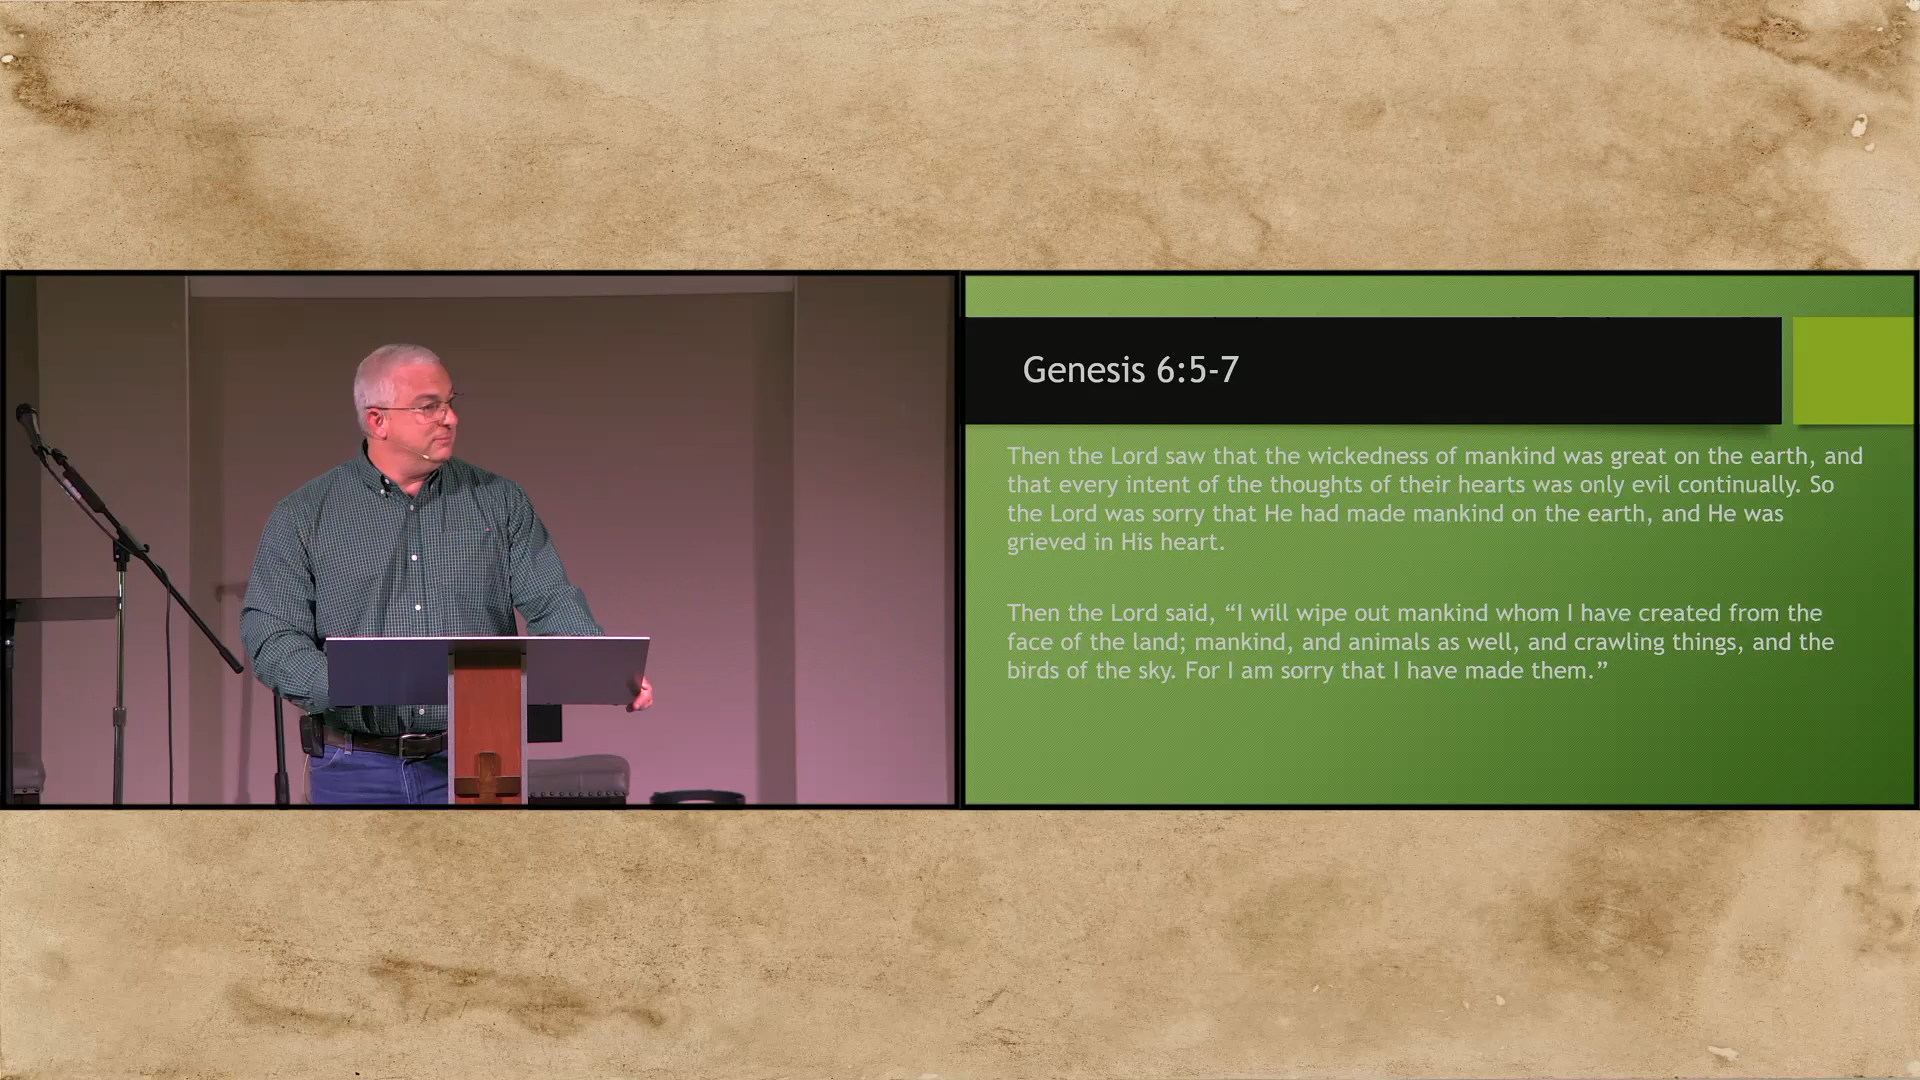 Genesis 6:5-7
Then the Lord saw that the wickedness of mankind was great on the earth, and
that every intent of the thoughts of their hearts was only evil continually. So
the Lord was sorry that He had made mankind on the earth, and He was
grieved in His heart.
Then the Lord said, “I will wipe out mankind whom I have created from the
face of the land; mankind, and animals as well, and crawling things, and the
birds of the sky. For I am sorry that I have made them.”